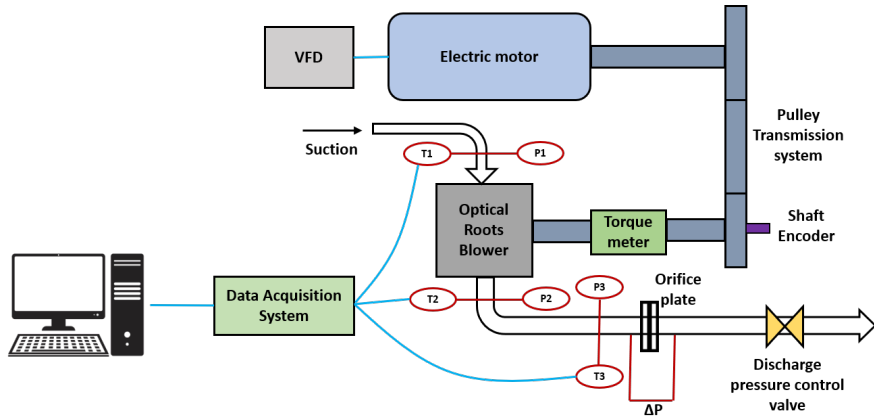 VFD
Electric motor
Pulley
Transmission
system
Suction
T1
P1
Optical
Roots
Blower
Torque
meter
Shaft
Encoder
Data Acquisition
System
T2
P2
P3
Orifice
plate
T3
ΔP
Discharge
pressure control
valve